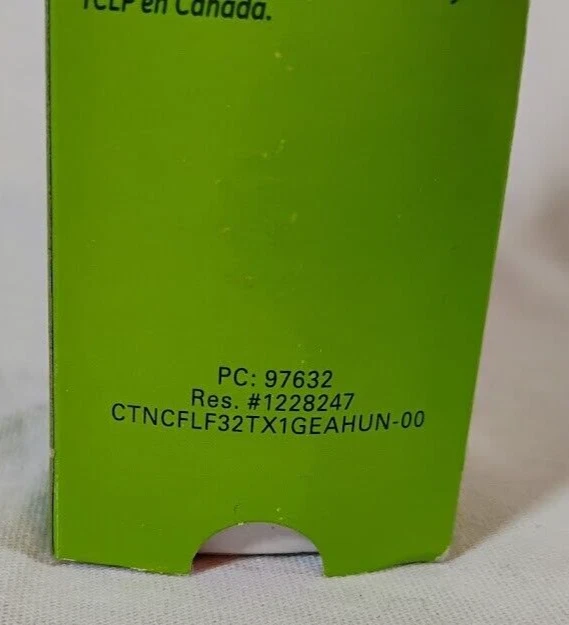 TCLP en Canada.
PC: 97632
Res. #1228247
CTNCFLF32TX1GEAHUN-00